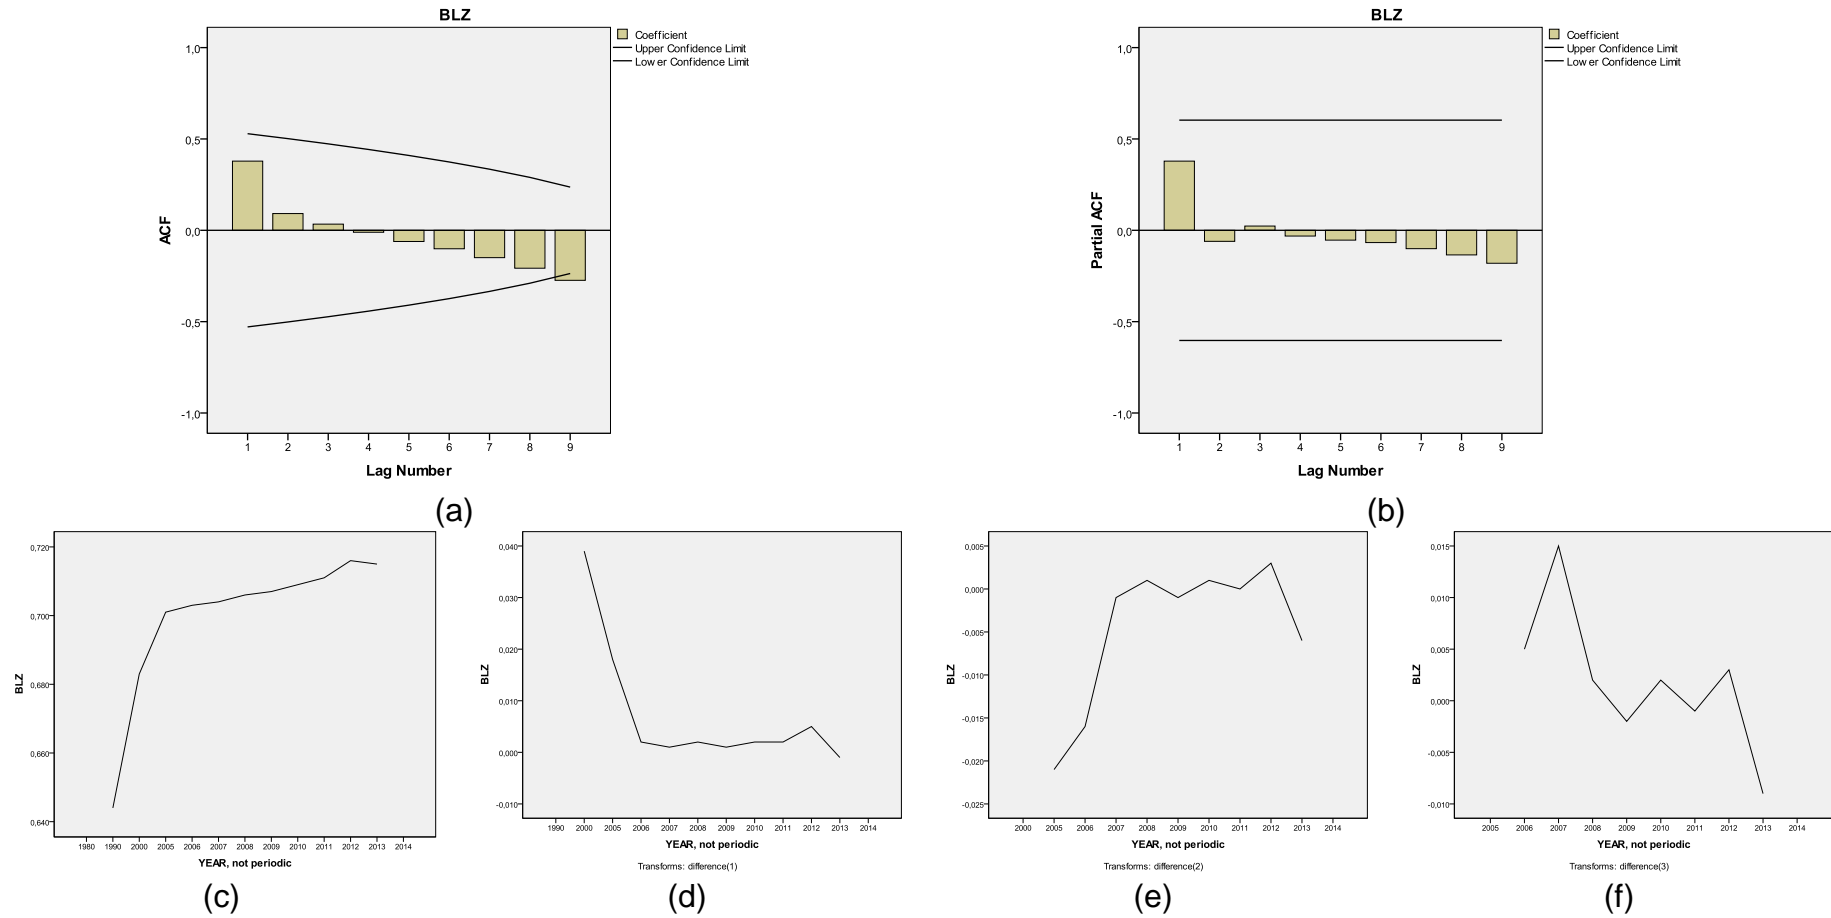 BLZ
Coefficient
Upper Confidence Limit
Lower Confidence Limit
1,0
0,5
0,0
-0,5
-1,0
ACF
1 2 3 4 5 6 7 8 9
Lag Number
(a)
BLZ
Coefficient
Upper Confidence Limit
Lower Confidence Limit
1,0
0,5
0,0
-0,5
-1,0
Partial ACF
1 2 3 4 5 6 7 8 9
Lag Number
(b)
0,720
0,700
0,680
0,660
0,640
BLZ
1980 1990 2000 2005 2006 2007 2008 2009 2010 2011 2012 2013 2014
YEAR, not periodic
(c)
0,040
0,030
0,020
0,010
0,000
-0,010
BLZ
1990 2000 2005 2006 2007 2008 2009 2010 2011 2012 2013 2014
YEAR, not periodic
Transforms: difference(1)
(d)
0,005
0,000
-0,005
-0,010
-0,015
-0,020
-0,025
BLZ
2000 2005 2006 2007 2008 2009 2010 2011 2012 2013 2014
YEAR, not periodic
Transforms: difference(2)
(e)
0,015
0,010
0,005
0,000
-0,005
-0,010
BLZ
2005 2006 2007 2008 2009 2010 2011 2012 2013 2014
YEAR, not periodic
Transforms: difference(3)
(f)